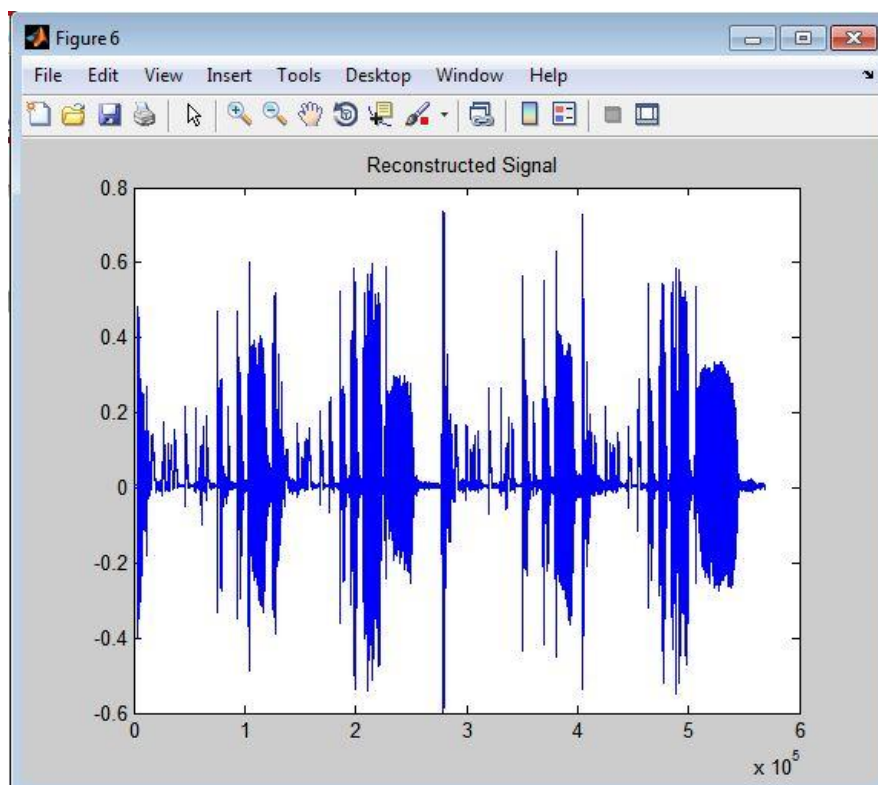 Figure 6
File Edit View Insert Tools Desktop Window Help
Reconstructed Signal
0.8
0.6
0.4
0.2
0
-0.2
-0.4
-0.6
0 1 2 3 4 5 6
x 10^5